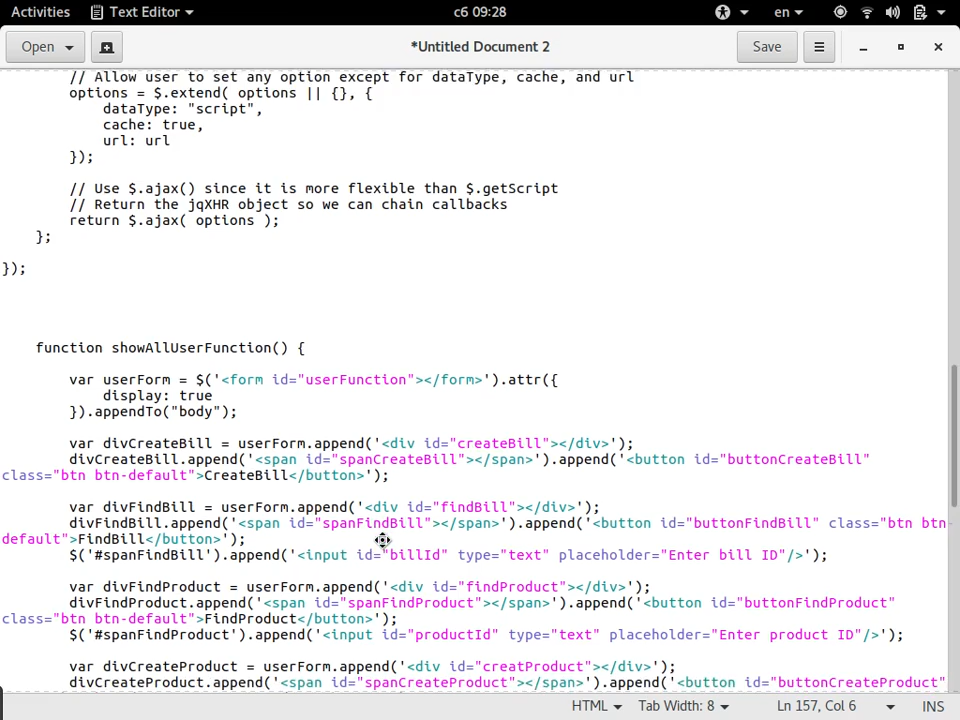 Activities Text Editor сб 09:28 en
Open *Untitled Document 2 Save
// Allow user to set any option except for dataType, cache, and url
options = $.extend( options || {}, {
dataType: "script",
cache: true,
url: url
});
// Use $.ajax() since it is more flexible than $.getScript
// Return the jqXHR object so we can chain callbacks
return $.ajax( options );
};
});
function showAllUserFunction() {
var userForm = $('<form id="userFunction"></form>').attr({
display: true
}).appendTo("body");
var divCreateBill = userForm.append('<div id="createBill"></div>');
divCreateBill.append('<span id="spanCreateBill"></span>').append('<button id="buttonCreateBill"
class="btn btn-default">CreateBill</button>');
var divFindBill = userForm.append('<div id="findBill"></div>');
divFindBill.append('<span id="spanFindBill"></span>').append('<button id="buttonFindBill" class="btn btn-
default">FindBill</button>');
$('#spanFindBill').append('<input id="billId" type="text" placeholder="Enter bill ID"/>');
var divFindProduct = userForm.append('<div id="findProduct"></div>');
divFindProduct.append('<span id="spanFindProduct"></span>').append('<button id="buttonFindProduct"
class="btn btn-default">FindProduct</button>');
$('#spanFindProduct').append('<input id="productId" type="text" placeholder="Enter product ID"/>');
var divCreateProduct = userForm.append('<div id="creatProduct"></div>');
divCreateProduct.append('<span id="spanCreateProduct"></span>').append('<button id="buttonCreateProduct"
HTML Tab Width: 8 Ln 157, Col 6 INS